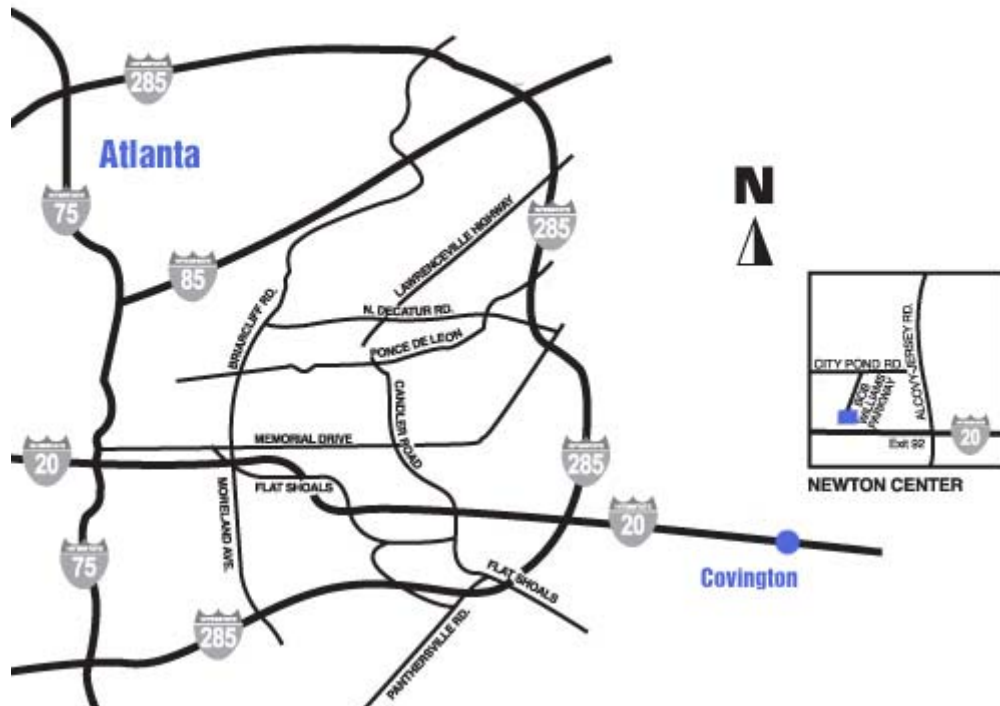 285
Atlanta
75
85
LAWRENCEVILLE HIGHWAY
285
N
BRIARCLIFF RD.
N. DECATUR RD.
PONCE DE LEON
CANDLER ROAD
MEMORIAL DRIVE
20
FLAT SHOALS
MORELAND AVE.
285
20
75
285
FLAT SHOALS
PANTHERSVILLE RD.
Covington
CITY POND RD.
BOB
WILLIAMS
PARKWAY
ALCOVY-JERSEY RD.
Exit 92
20
NEWTON CENTER